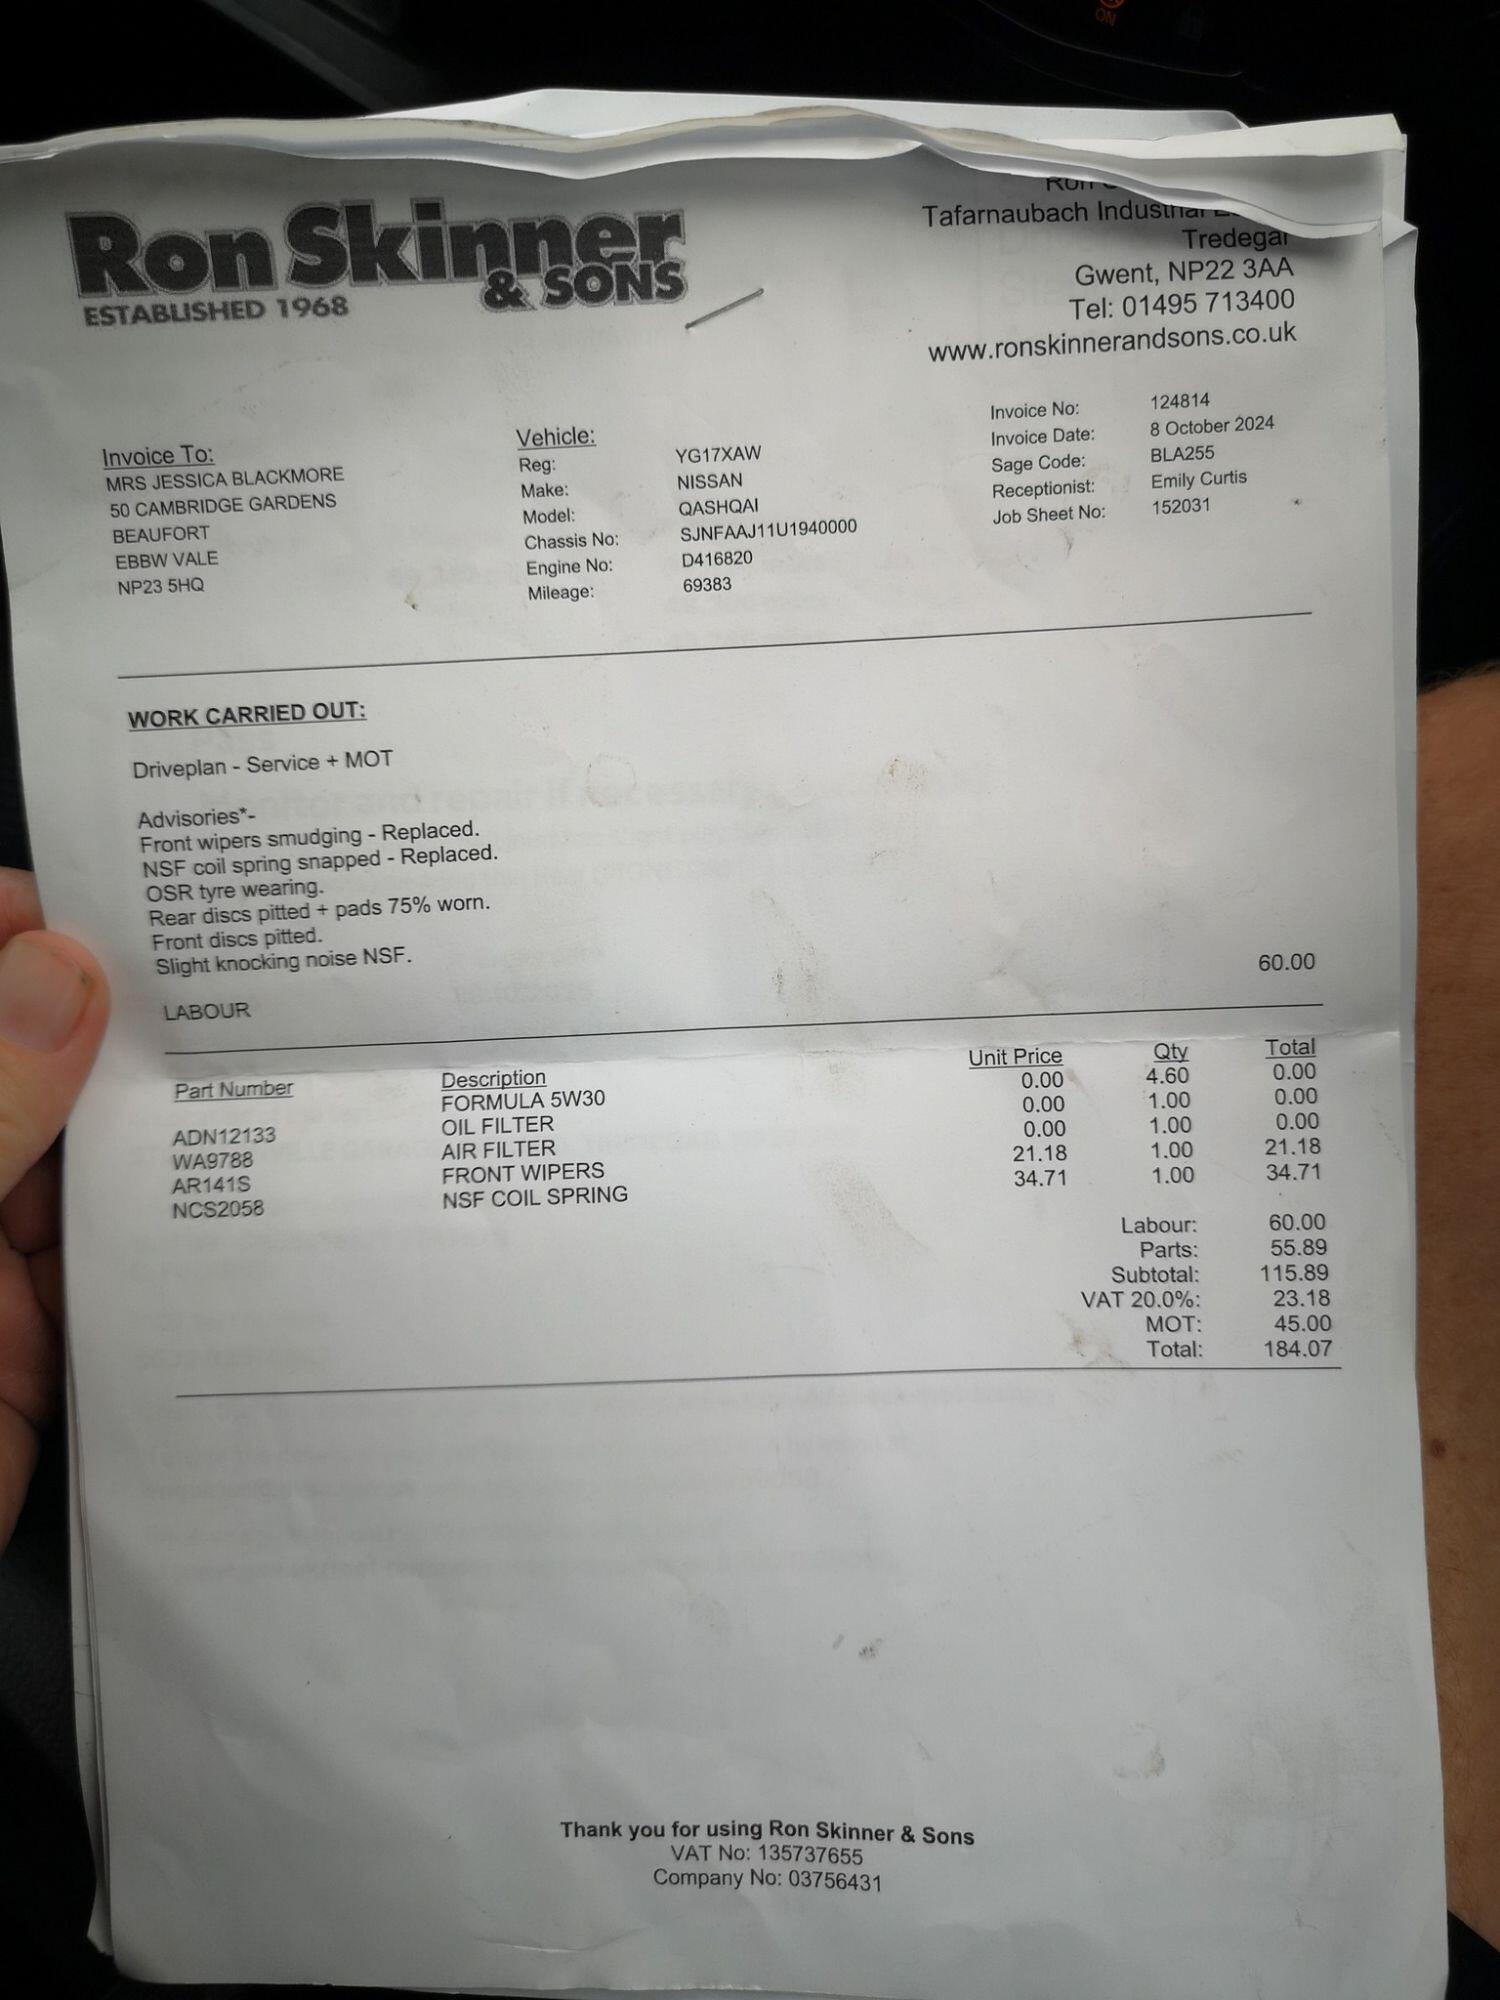 Ron Skinner
& SONS
ESTABLISHED 1968
Ron
Tafarnaubach Industrial
Tredegar
Gwent, NP22 3AA
Tel: 01495 713400
www.ronskinnerandsons.co.uk
Invoice To:
MRS JESSICA BLACKMORE
50 CAMBRIDGE GARDENS
BEAUFORT
EBBW VALE
NP23 5HQ
Vehicle:
Reg: YG17XAW
Make: NISSAN
Model: QASHQAI
Chassis No: SJNFAAJ11U1940000
Engine No: D416820
Mileage: 69383
Invoice No: 124814
Invoice Date: 8 October 2024
Sage Code: BLA255
Receptionist: Emily Curtis
Job Sheet No: 152031
WORK CARRIED OUT:
Driveplan - Service + MOT
Advisories*-
Front wipers smudging - Replaced.
NSF coil spring snapped - Replaced.
OSR tyre wearing.
Rear discs pitted + pads 75% worn.
Front discs pitted.
Slight knocking noise NSF.
LABOUR 60.00
Part Number Description Unit Price Qty Total
FORMULA 5W30 0.00 4.60 0.00
ADN12133 OIL FILTER 0.00 1.00 0.00
WA9788 AIR FILTER 0.00 1.00 0.00
AR141S FRONT WIPERS 21.18 1.00 21.18
NCS2058 NSF COIL SPRING 34.71 1.00 34.71
Labour: 60.00
Parts: 55.89
Subtotal: 115.89
VAT 20.0%: 23.18
MOT: 45.00
Total: 184.07
Thank you for using Ron Skinner & Sons
VAT No: 135737655
Company No: 03756431
ON